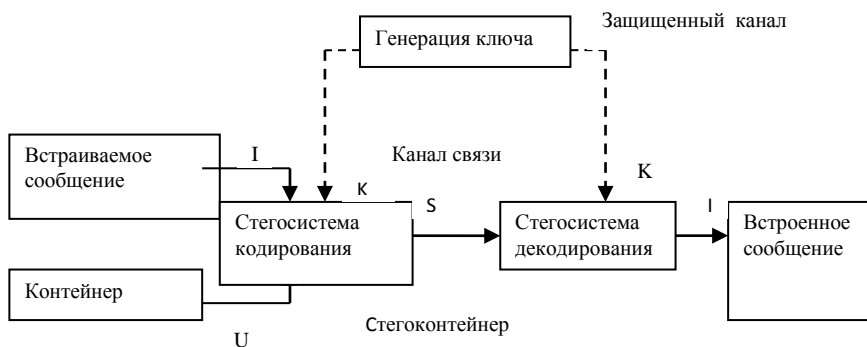 Защищенный канал
Генерация ключа
Встраиваемое
сообщение
I
Канал связи
K
K
S
I
Стегосистема
кодирования
Стегосистема
декодирования
Встроенное
сообщение
Контейнер
U
Стегоконтейнер